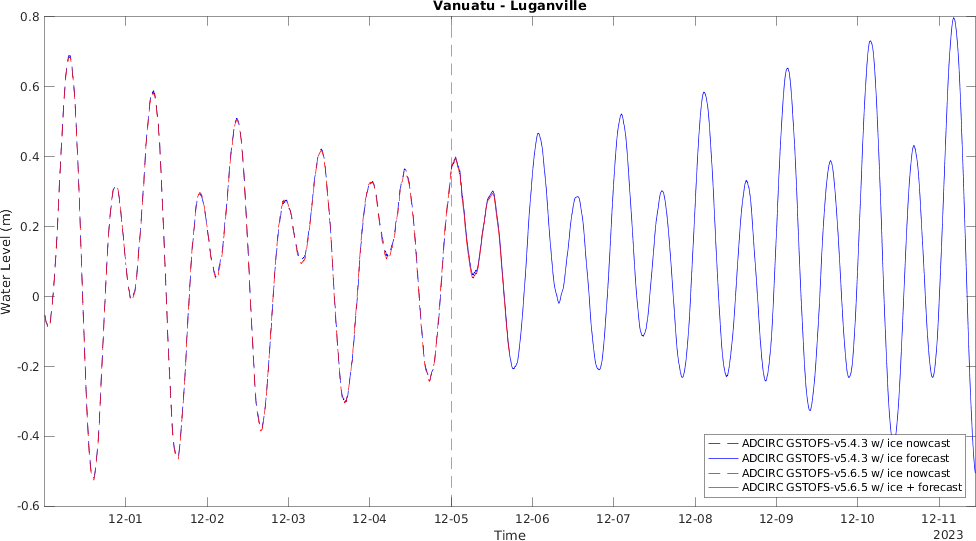 Vanuatu - Luganville
0.8
0.6
0.4
0.2
0
-0.2
-0.4
-0.6
Water Level (m)
ADCIRC GSTOFS-v5.4.3 w/ ice nowcast
ADCIRC GSTOFS-v5.4.3 w/ ice forecast
ADCIRC GSTOFS-v5.6.5 w/ ice nowcast
ADCIRC GSTOFS-v5.6.5 w/ ice + forecast
12-01 12-02 12-03 12-04 12-05 12-06 12-07 12-08 12-09 12-10 12-11
Time 2023